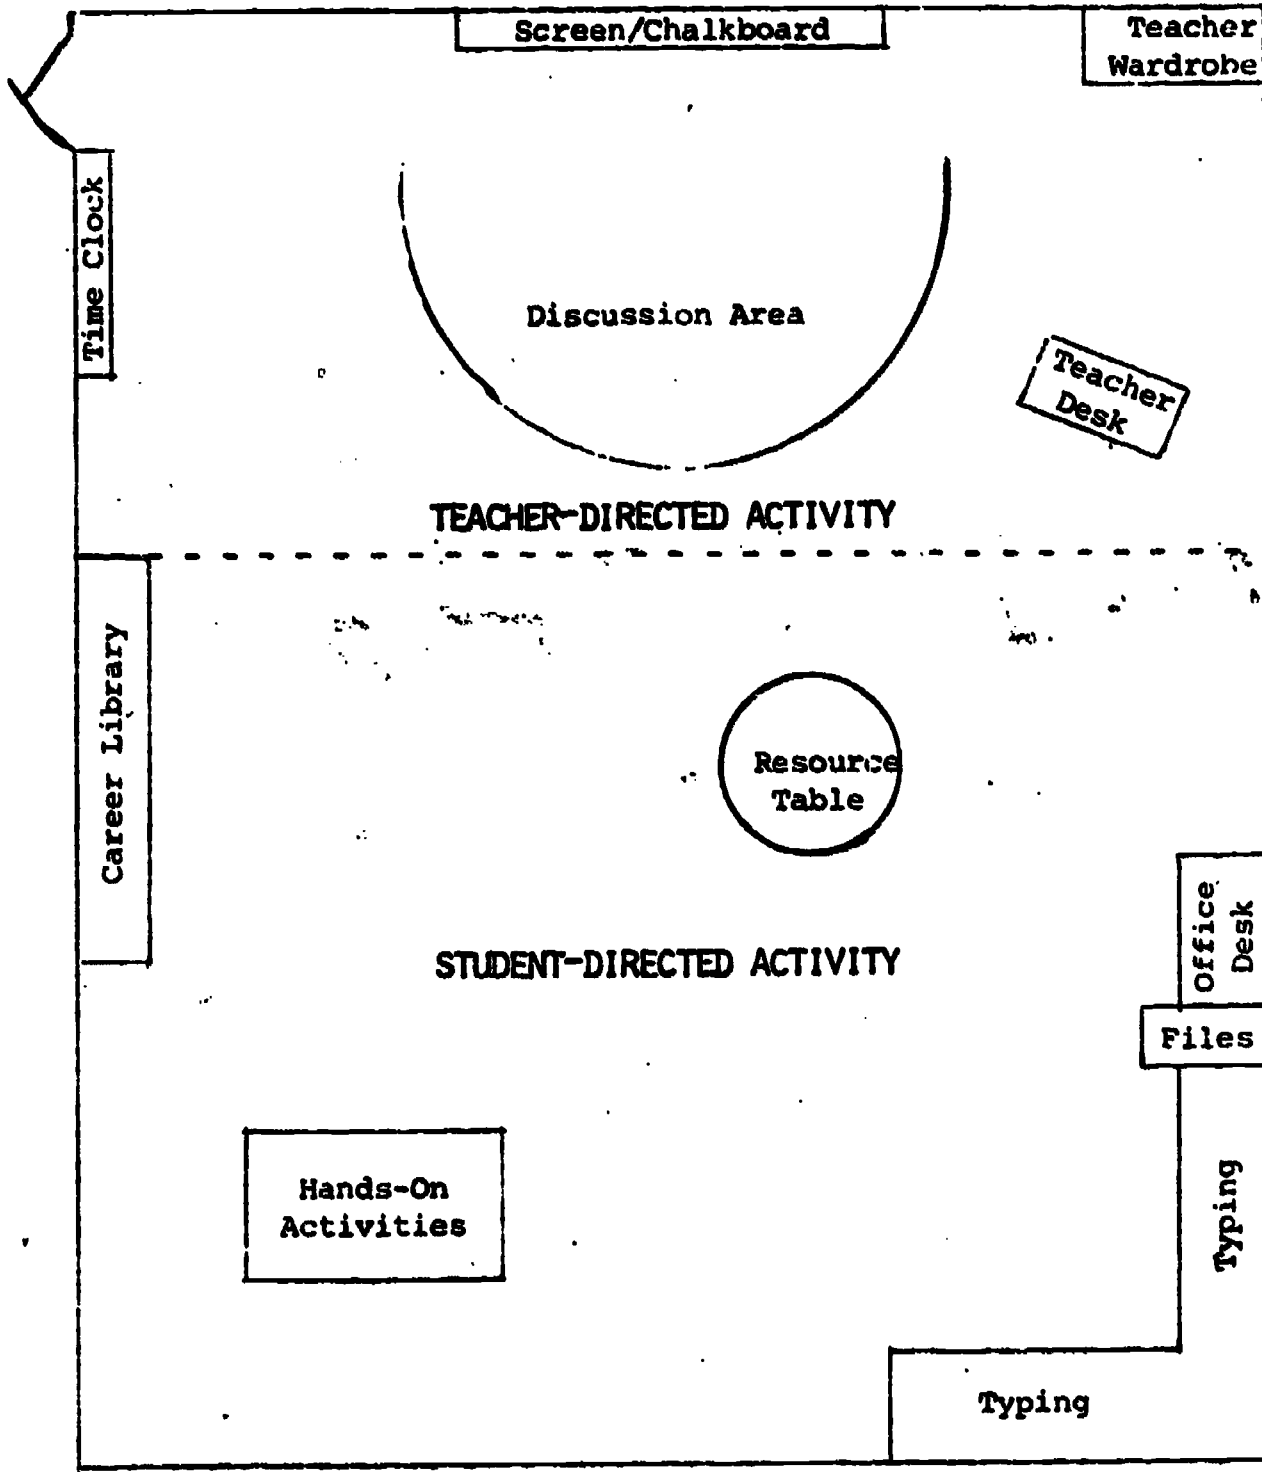 Screen/Chalkboard
Teacher
Wardrobe
Time Clock
Discussion Area
Teacher
Desk
TEACHER-DIRECTED ACTIVITY
Career Library
Resource
Table
Office
Desk
STUDENT-DIRECTED ACTIVITY
Files
Hands-On
Activities
Typing
Typing